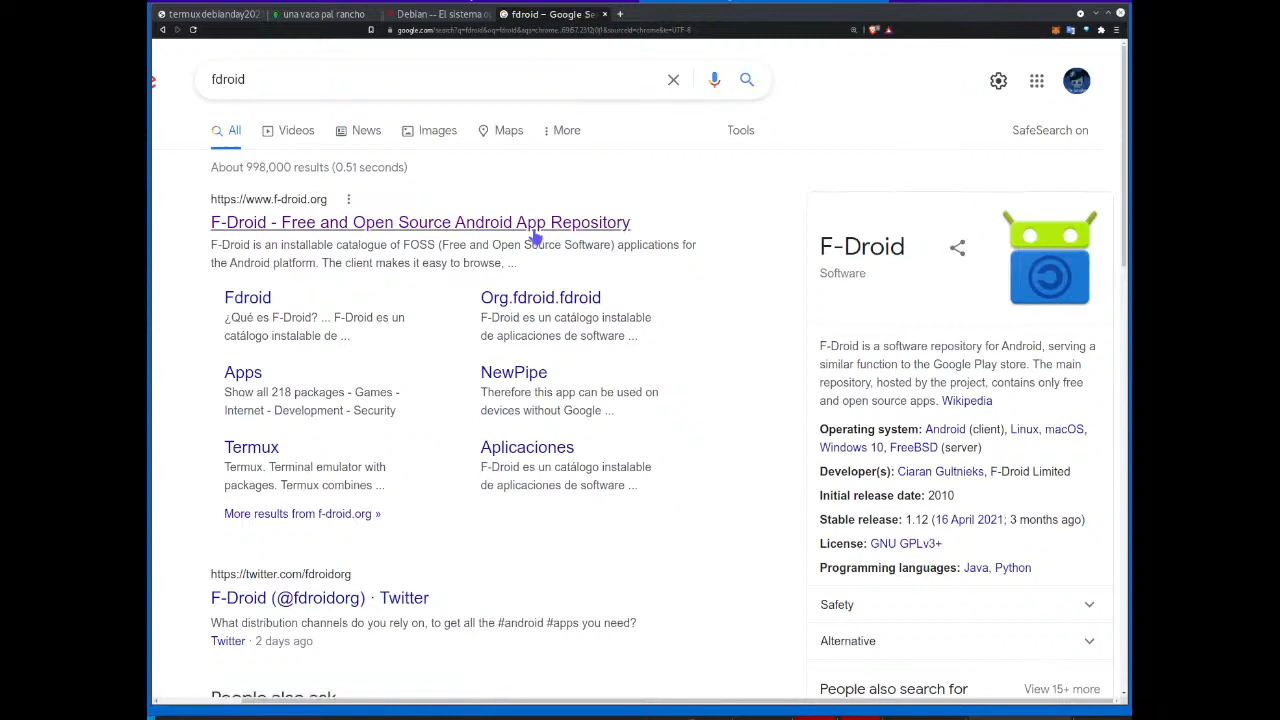 termux debianday202
una vaca pal rancho
Debian -- El sistema o
fdroid – Google Se
google.com/search?q=fdroid&oq=fdroid&aqs=chrome..69i57.2312j0j1&sourceid=chrome&ie=UTF-8
fdroid
All
Videos
News
Images
Maps
More
Tools
SafeSearch on
About 998,000 results (0.51 seconds)
https://www.f-droid.org
F-Droid - Free and Open Source Android App Repository
F-Droid is an installable catalogue of FOSS (Free and Open Source Software) applications for
the Android platform. The client makes it easy to browse, ...
Fdroid
¿Qué es F-Droid? ... F-Droid es un
catálogo instalable de ...
Org.fdroid.fdroid
F-Droid es un catálogo instalable
de aplicaciones de software ...
Apps
Show all 218 packages - Games -
Internet - Development - Security
NewPipe
Therefore this app can be used on
devices without Google ...
Termux
Termux. Terminal emulator with
packages. Termux combines ...
Aplicaciones
F-Droid es un catálogo instalable
de aplicaciones de software ...
More results from f-droid.org »
https://twitter.com/fdroidorg
F-Droid (@fdroidorg) · Twitter
What distribution channels do you rely on, to get all the #android #apps you need?
Twitter · 2 days ago
People also ask
F-Droid
Software
F-Droid is a software repository for Android, serving a
similar function to the Google Play store. The main
repository, hosted by the project, contains only free
and open source apps. Wikipedia
Operating system: Android (client), Linux, macOS,
Windows 10, FreeBSD (server)
Developer(s): Ciaran Gultnieks, F-Droid Limited
Initial release date: 2010
Stable release: 1.12 (16 April 2021; 3 months ago)
License: GNU GPLv3+
Programming languages: Java, Python
Safety
Alternative
People also search for
View 15+ more